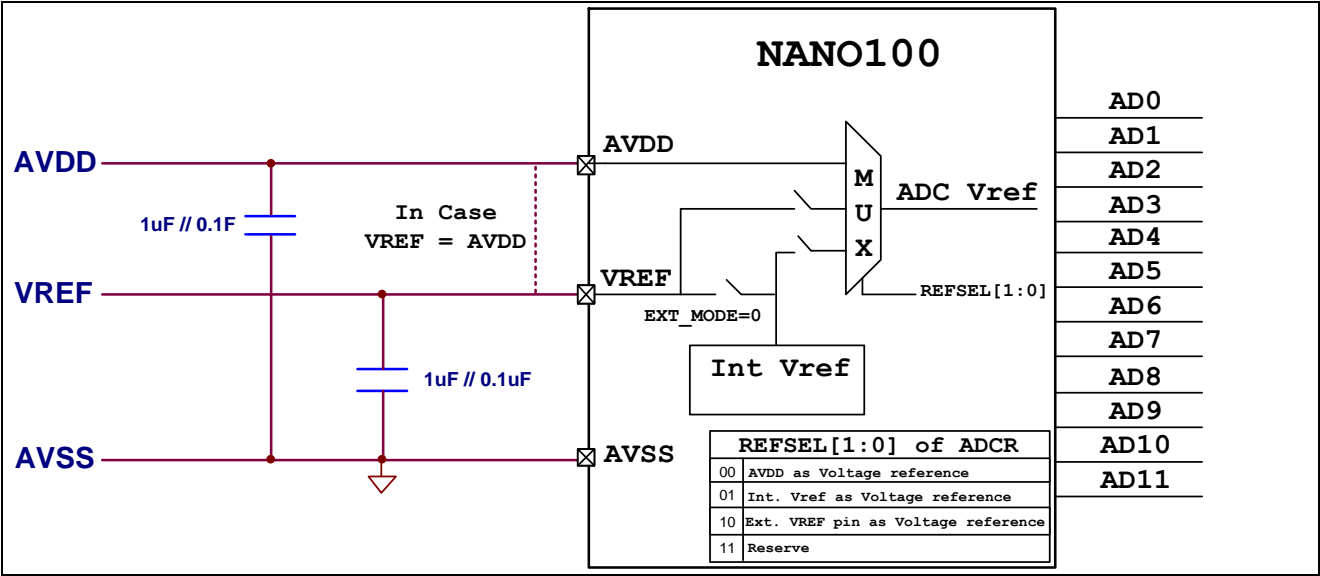 NANO100
AVDD
1uF // 0.1F
In Case
VREF = AVDD
VREF
1uF // 0.1uF
AVSS
AVDD
VREF
EXT_MODE=0
AVSS
M
U
X
ADC Vref
REFSEL[1:0]
Int Vref
REFSEL[1:0] of ADCR
00 AVDD as Voltage reference
01 Int. Vref as Voltage reference
10 Ext. VREF pin as Voltage reference
11 Reserve
AD0
AD1
AD2
AD3
AD4
AD5
AD6
AD7
AD8
AD9
AD10
AD11